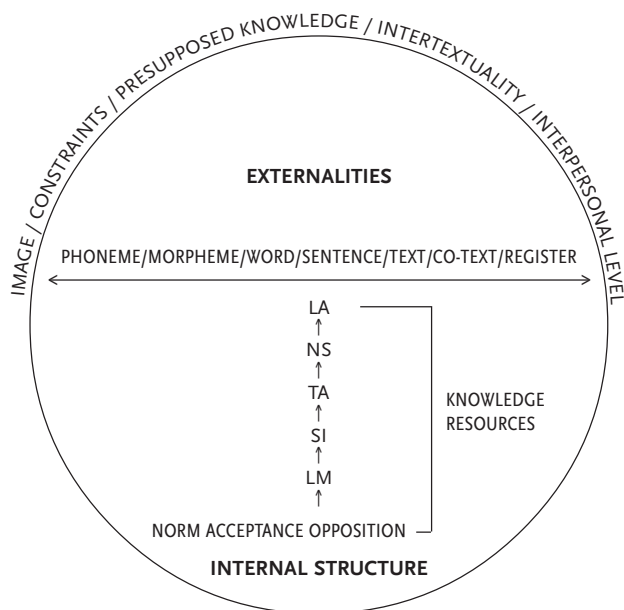 IMAGE / CONSTRAINTS / PRESUPPOSED KNOWLEDGE / INTERTEXTUALITY / INTERPERSONAL LEVEL
EXTERNALITIES
PHONEME/MORPHEME/WORD/SENTENCE/TEXT/CO-TEXT/REGISTER
LA
NS
TA
SI
LM
KNOWLEDGE
RESOURCES
NORM ACCEPTANCE OPPOSITION
INTERNAL STRUCTURE